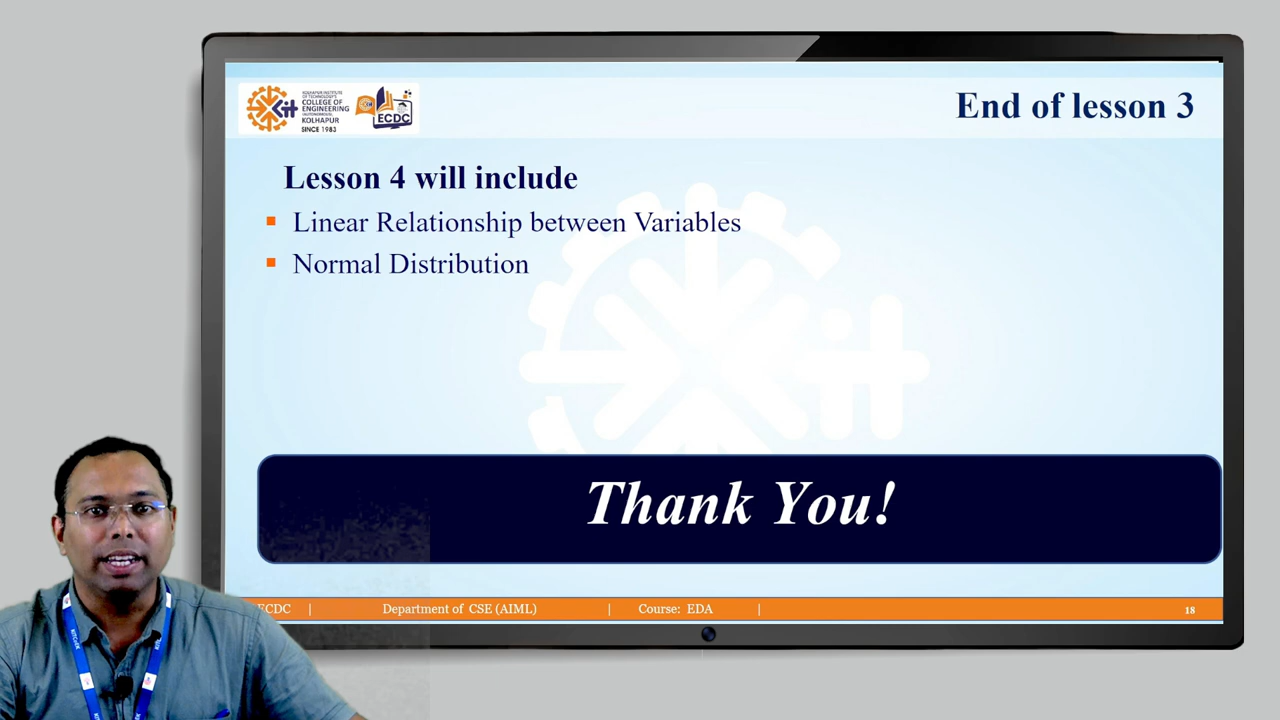 KOLHAPUR INSTITUTE
OF TECHNOLOGY'S
COLLEGE OF
ENGINEERING
(AUTONOMOUS),
KOLHAPUR
SINCE 1983
ECDC
End of lesson 3
Lesson 4 will include
Linear Relationship between Variables
Normal Distribution
Thank You!
ECDC | Department of CSE (AIML) | Course: EDA | 18